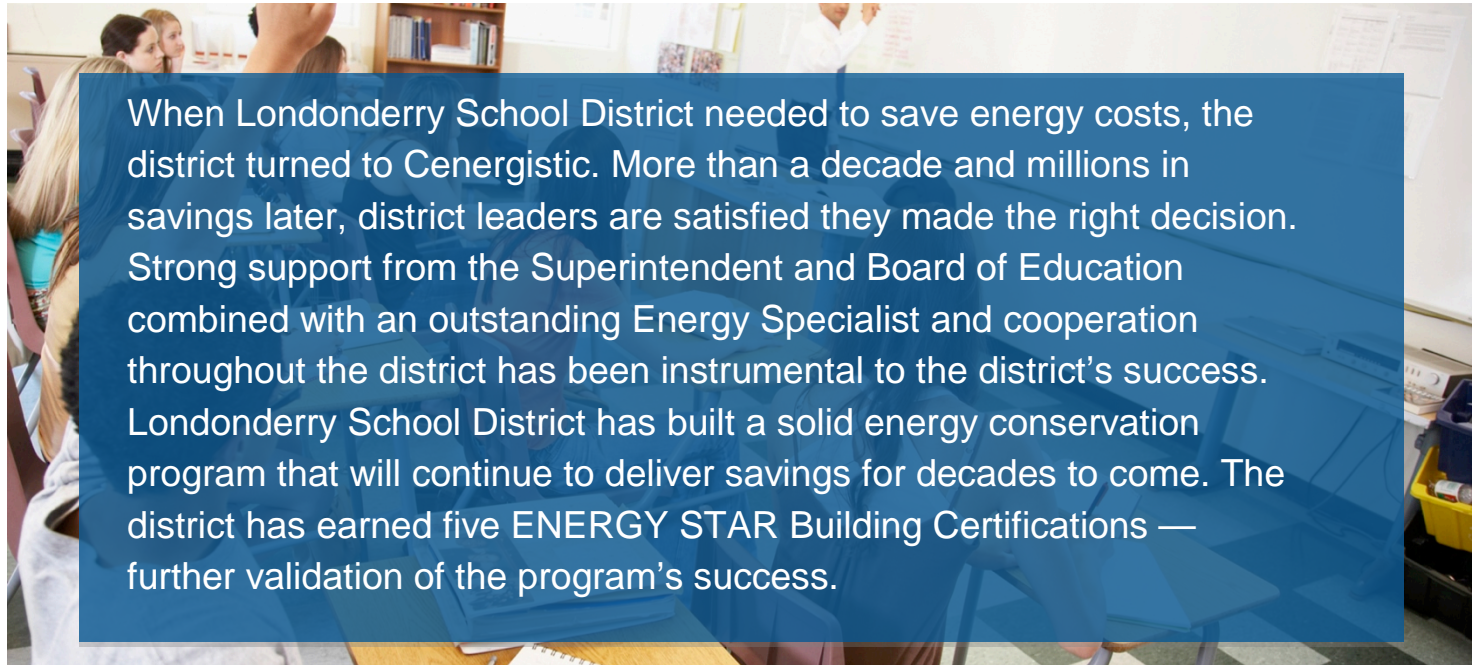 When Londonderry School District needed to save energy costs, the
district turned to Cenergistic. More than a decade and millions in
savings later, district leaders are satisfied they made the right decision.
Strong support from the Superintendent and Board of Education
combined with an outstanding Energy Specialist and cooperation
throughout the district has been instrumental to the district’s success.
Londonderry School District has built a solid energy conservation
program that will continue to deliver savings for decades to come. The
district has earned five ENERGY STAR Building Certifications —
further validation of the program’s success.